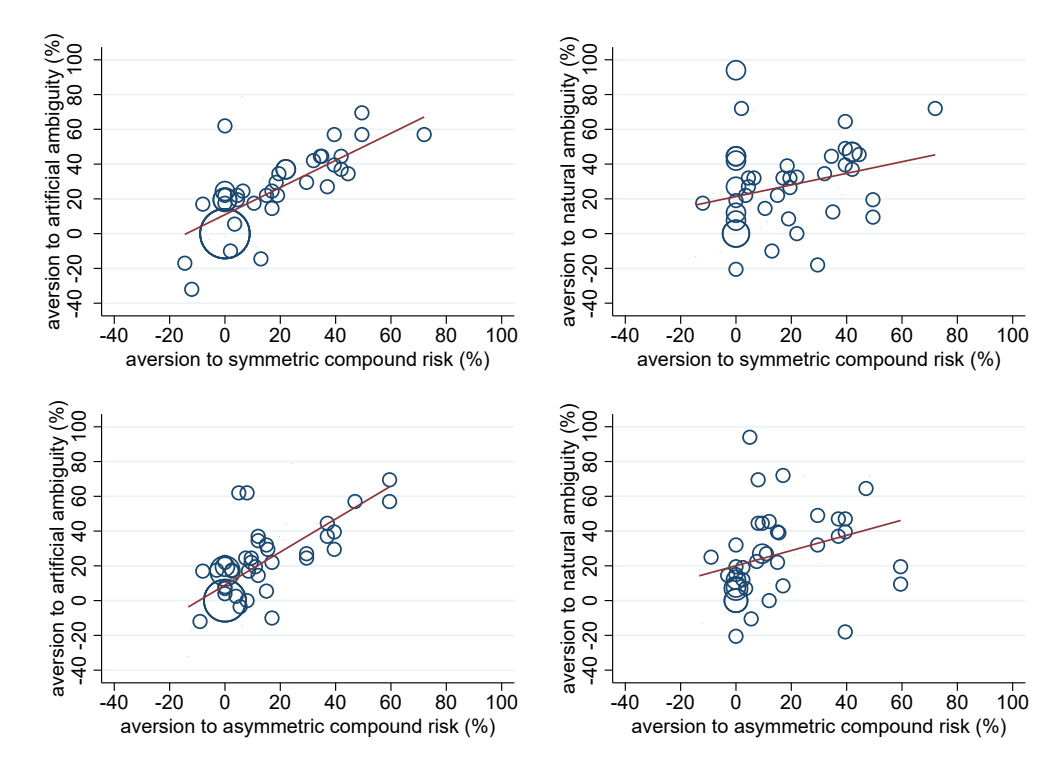 aversion to artificial ambiguity (%)
100
80
60
40
20
0
-20
-40
-40 -20 0 20 40 60 80 100
aversion to symmetric compound risk (%)
aversion to natural ambiguity (%)
100
80
60
40
20
0
-20
-40
-40 -20 0 20 40 60 80 100
aversion to symmetric compound risk (%)
aversion to artificial ambiguity (%)
100
80
60
40
20
0
-20
-40
-40 -20 0 20 40 60 80 100
aversion to asymmetric compound risk (%)
aversion to natural ambiguity (%)
100
80
60
40
20
0
-20
-40
-40 -20 0 20 40 60 80 100
aversion to asymmetric compound risk (%)